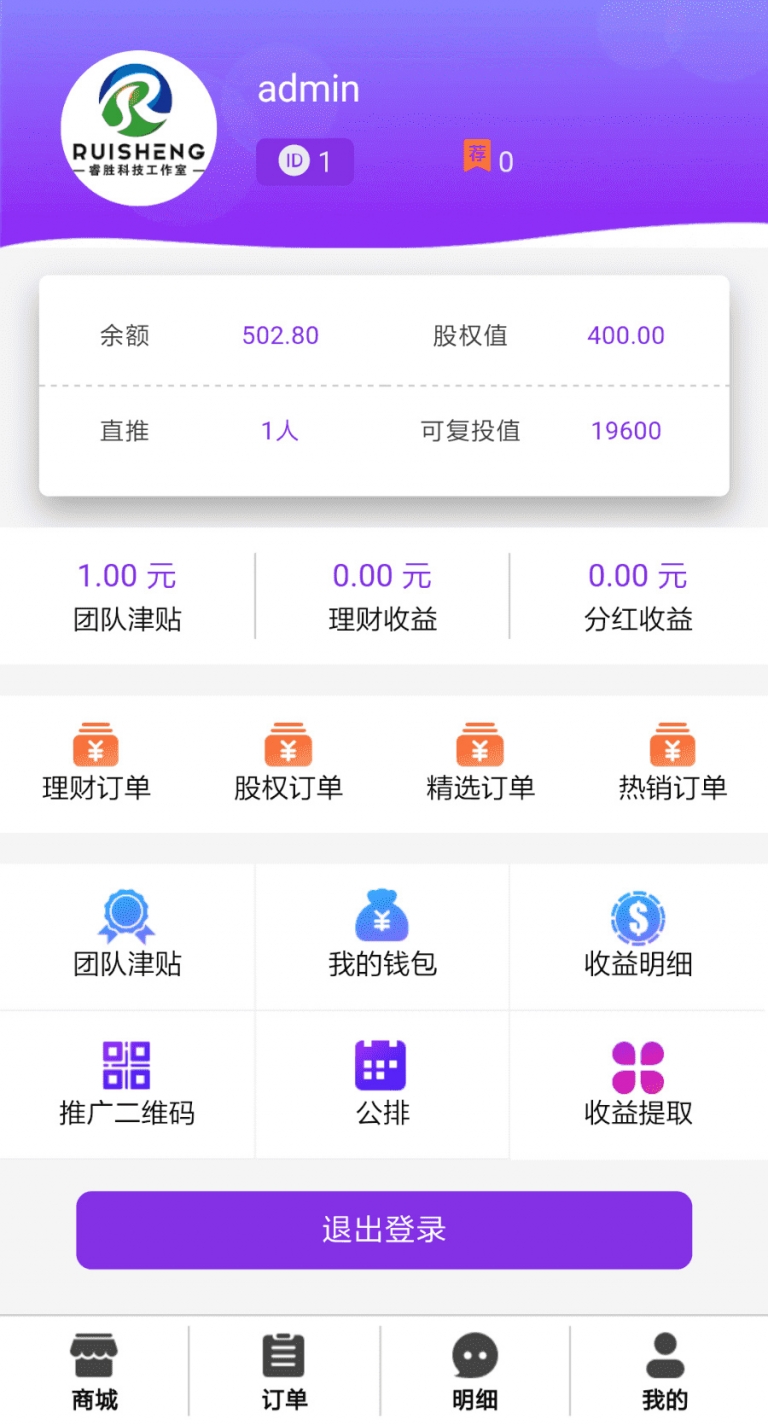 admin
RUISHENG
睿胜科技工作室
ID 1
荐 0
余额 502.80 股权值 400.00
直推 1人 可复投值 19600
1.00 元 0.00 元 0.00 元
团队津贴 理财收益 分红收益
理财订单 股权订单 精选订单 热销订单
团队津贴 我的钱包 收益明细
推广二维码 公排 收益提取
退出登录
商城 订单 明细 我的